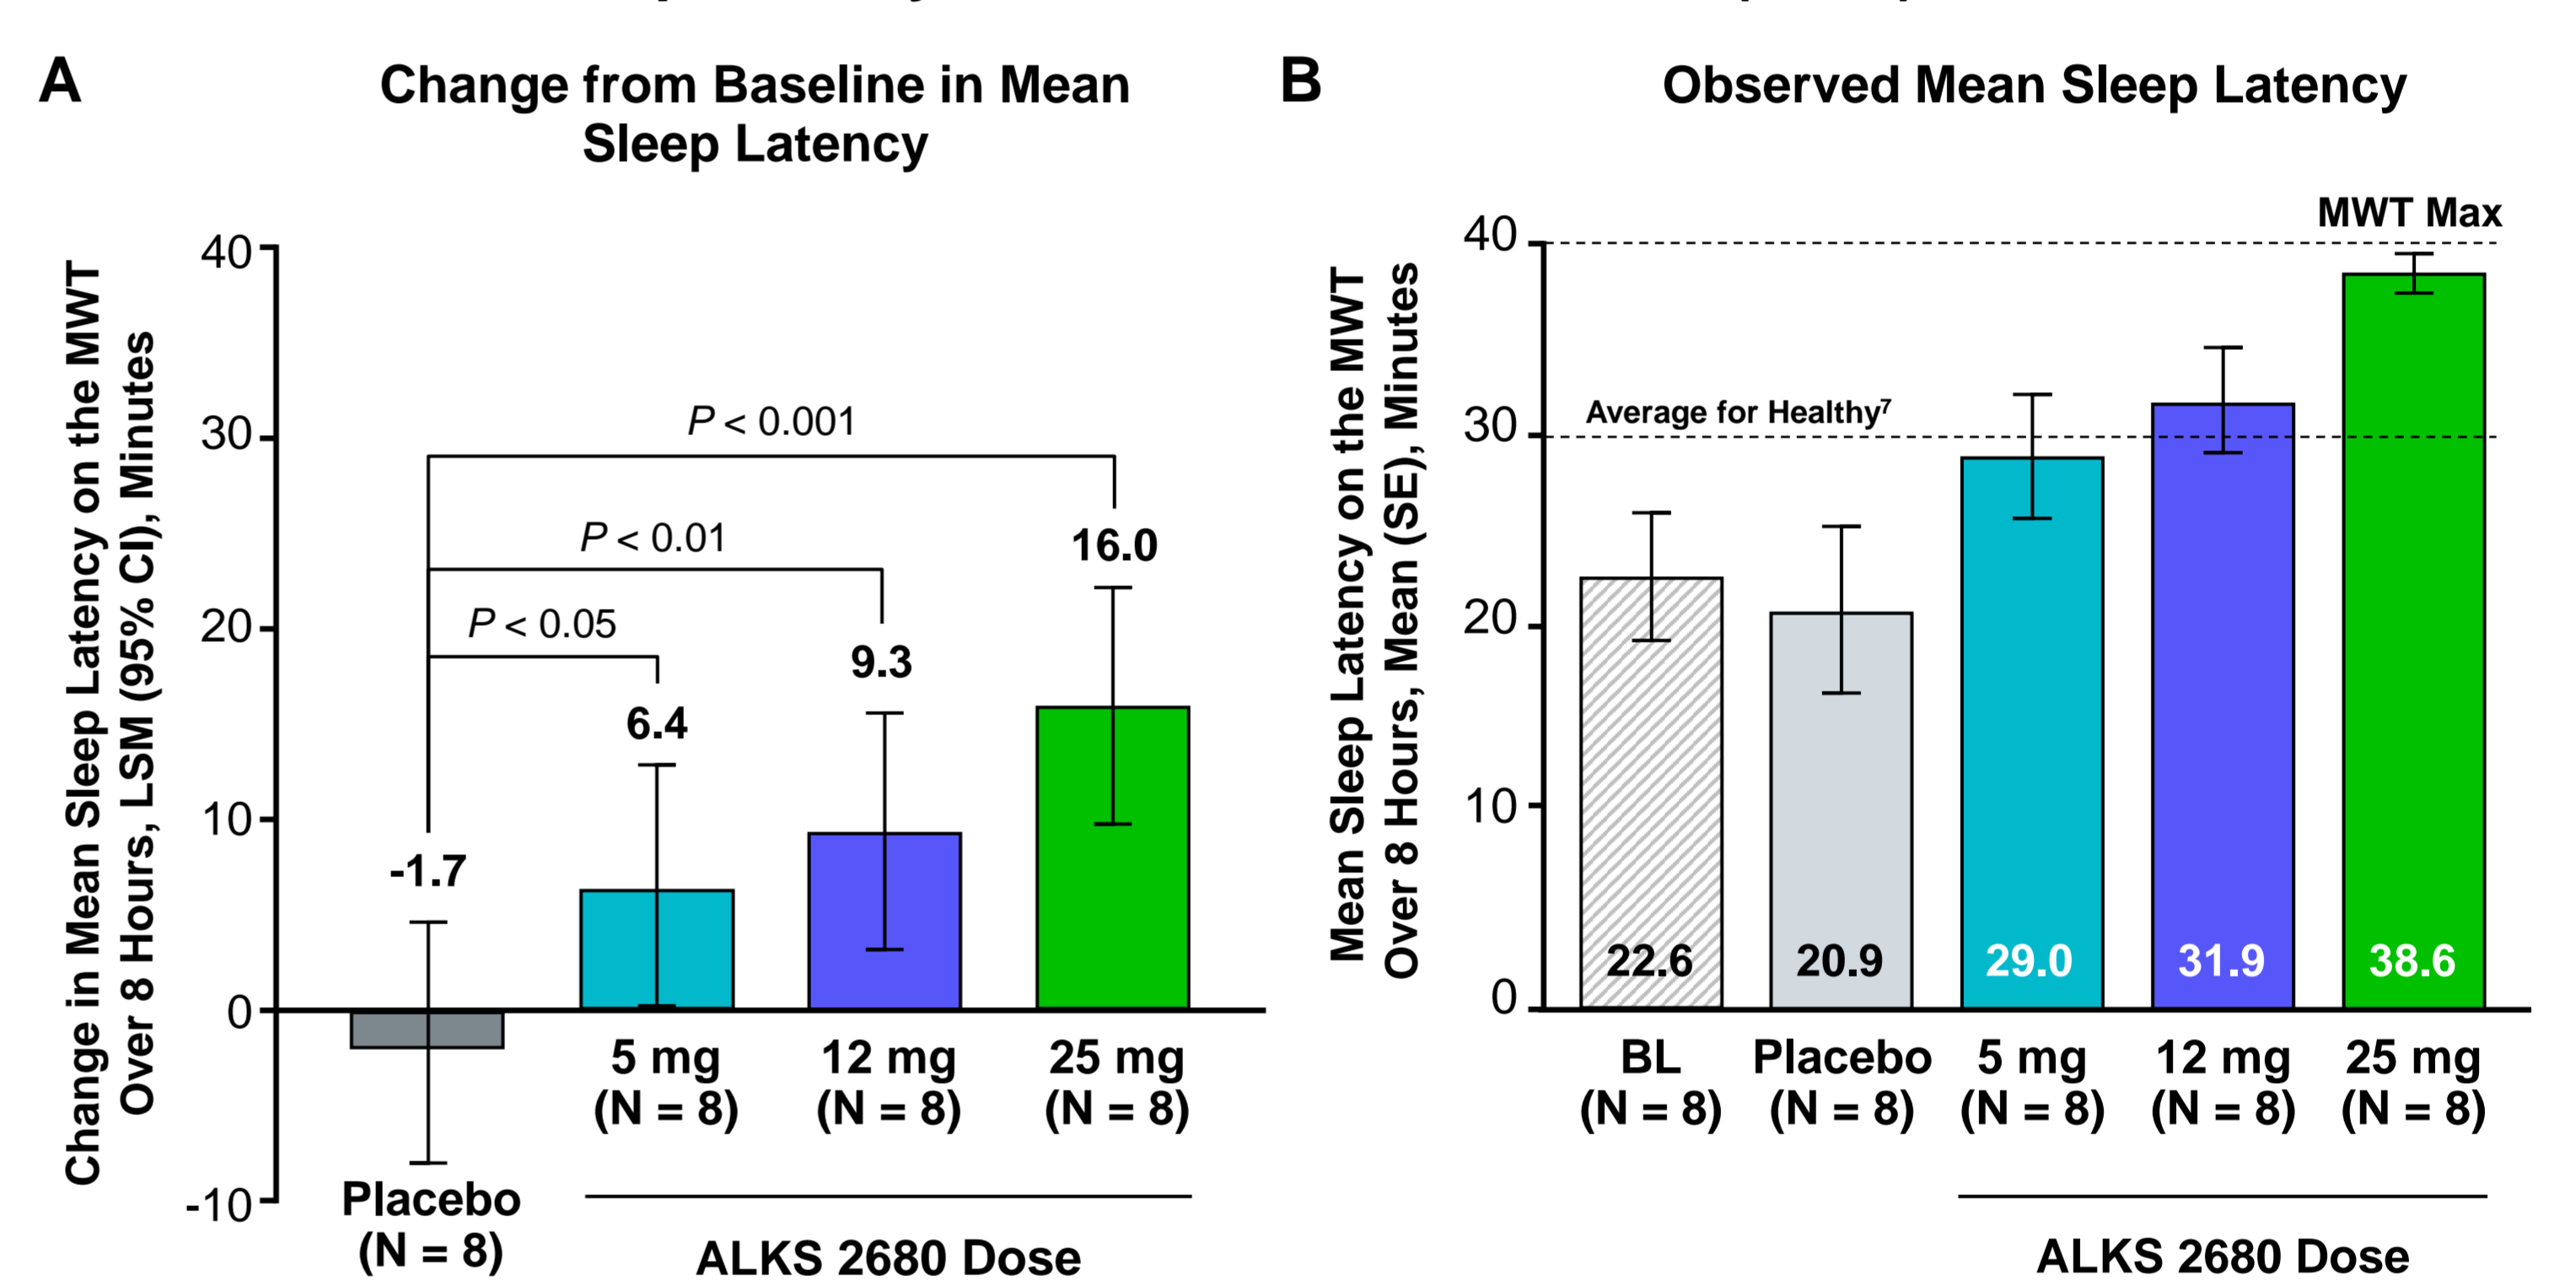 A
Change from Baseline in Mean
Sleep Latency
Change in Mean Sleep Latency on the MWT
Over 8 Hours, LSM (95% CI), Minutes
40
30
20
10
0
-10
P < 0.001
P < 0.01
P < 0.05
-1.7
6.4
9.3
16.0
Placebo
(N = 8)
5 mg
(N = 8)
12 mg
(N = 8)
25 mg
(N = 8)
ALKS 2680 Dose
B
Observed Mean Sleep Latency
Mean Sleep Latency on the MWT
Over 8 Hours, Mean (SE), Minutes
40
30
20
10
0
MWT Max
Average for Healthy⁷
22.6
20.9
29.0
31.9
38.6
BL
(N = 8)
Placebo
(N = 8)
5 mg
(N = 8)
12 mg
(N = 8)
25 mg
(N = 8)
ALKS 2680 Dose